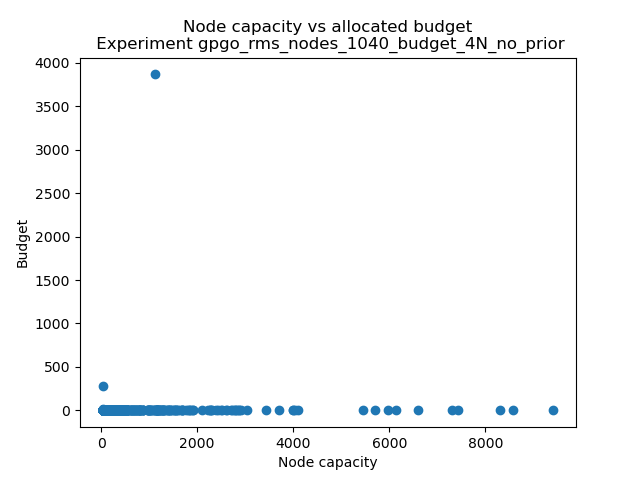 Node capacity vs allocated budget
Experiment gpgo_rms_nodes_1040_budget_4N_no_prior
4000
3500
3000
2500
2000
1500
1000
500
0
Budget
0 2000 4000 6000 8000
Node capacity